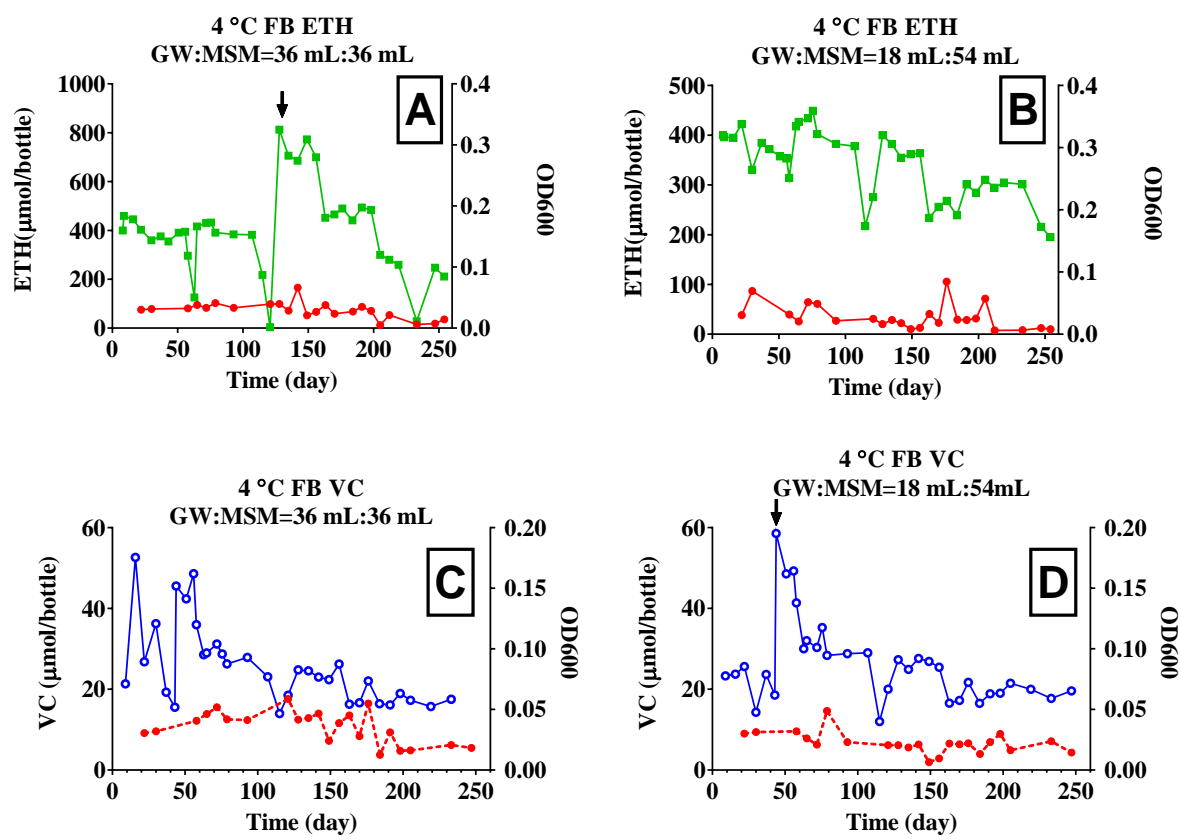 4 °C FB ETH
GW:MSM=36 mL:36 mL
A
ETH(μmol/bottle)
1000
800
600
400
200
0
0.4
0.3
0.2
0.1
0.0
OD600
0 50 100 150 200 250
Time (day)
4 °C FB ETH
GW:MSM=18 mL:54 mL
B
ETH(μmol/bottle)
500
400
300
200
100
0
0.4
0.3
0.2
0.1
0.0
OD600
0 50 100 150 200 250
Time (day)
4 °C FB VC
GW:MSM=36 mL:36 mL
C
VC (μmol/bottle)
60
40
20
0
0.20
0.15
0.10
0.05
0.00
OD600
0 50 100 150 200 250
Time (day)
4 °C FB VC
GW:MSM=18 mL:54mL
D
VC (μmol/bottle)
60
40
20
0
0.20
0.15
0.10
0.05
0.00
OD600
0 50 100 150 200 250
Time (day)